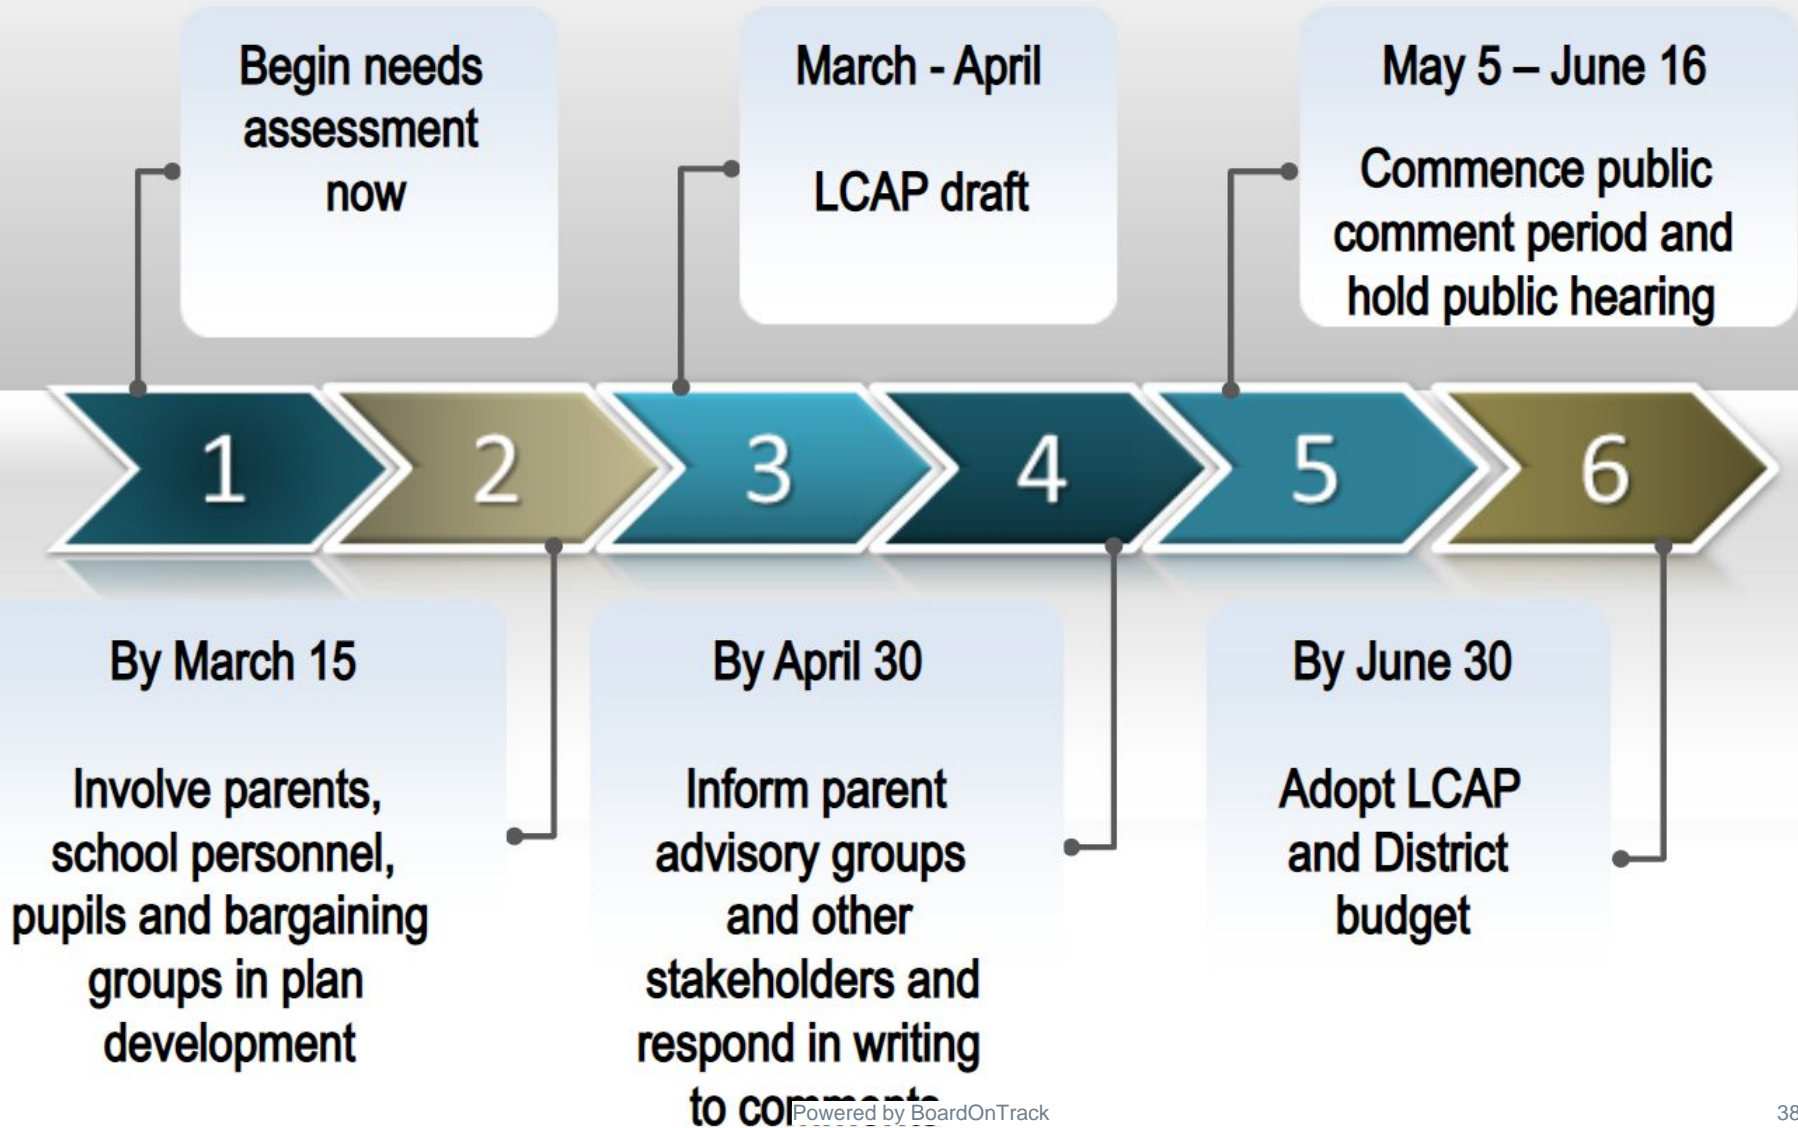 Begin needs
assessment
now
March - April
LCAP draft
May 5 – June 16
Commence public
comment period and
hold public hearing
1
2
3
4
5
6
By March 15
Involve parents,
school personnel,
pupils and bargaining
groups in plan
development
By April 30
Inform parent
advisory groups
and other
stakeholders and
respond in writing
to comments
By June 30
Adopt LCAP
and District
budget
Powered by BoardOnTrack
38